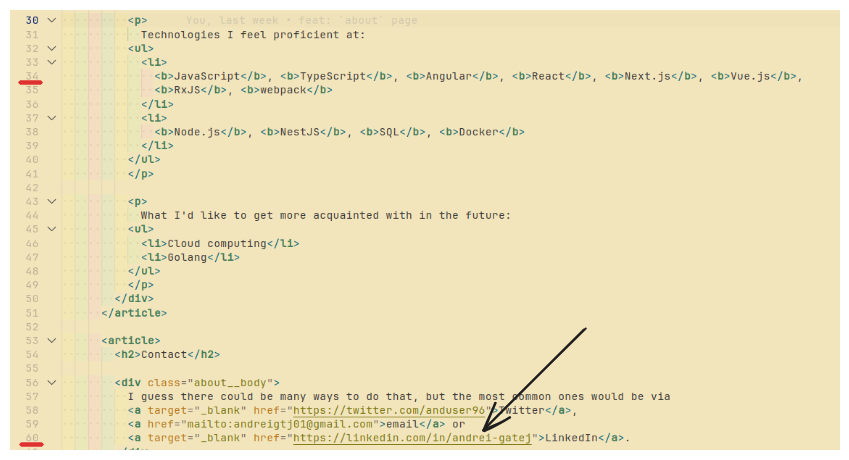 30 <p> You, last week • feat: `about` page
31 Technologies I feel proficient at:
32 <ul>
33 <li>
34 <b>JavaScript</b>, <b>TypeScript</b>, <b>Angular</b>, <b>React</b>, <b>Next.js</b>, <b>Vue.js</b>,
35 <b>RxJS</b>, <b>webpack</b>
36 </li>
37 <li>
38 <b>Node.js</b>, <b>NestJS</b>, <b>SQL</b>, <b>Docker</b>
39 </li>
40 </ul>
41 </p>
42
43 <p>
44 What I'd like to get more acquainted with in the future:
45 <ul>
46 <li>Cloud computing</li>
47 <li>Golang</li>
48 </ul>
49 </p>
50 </div>
51 </article>
52
53 <article>
54 <h2>Contact</h2>
55
56 <div class="about__body">
57 I guess there could be many ways to do that, but the most common ones would be via
58 <a target="_blank" href="https://twitter.com/anduser96">Twitter</a>,
59 <a href="mailto:andreigtj01@gmail.com">email</a> or
60 <a target="_blank" href="https://linkedin.com/in/andrei-gatej">LinkedIn</a>.